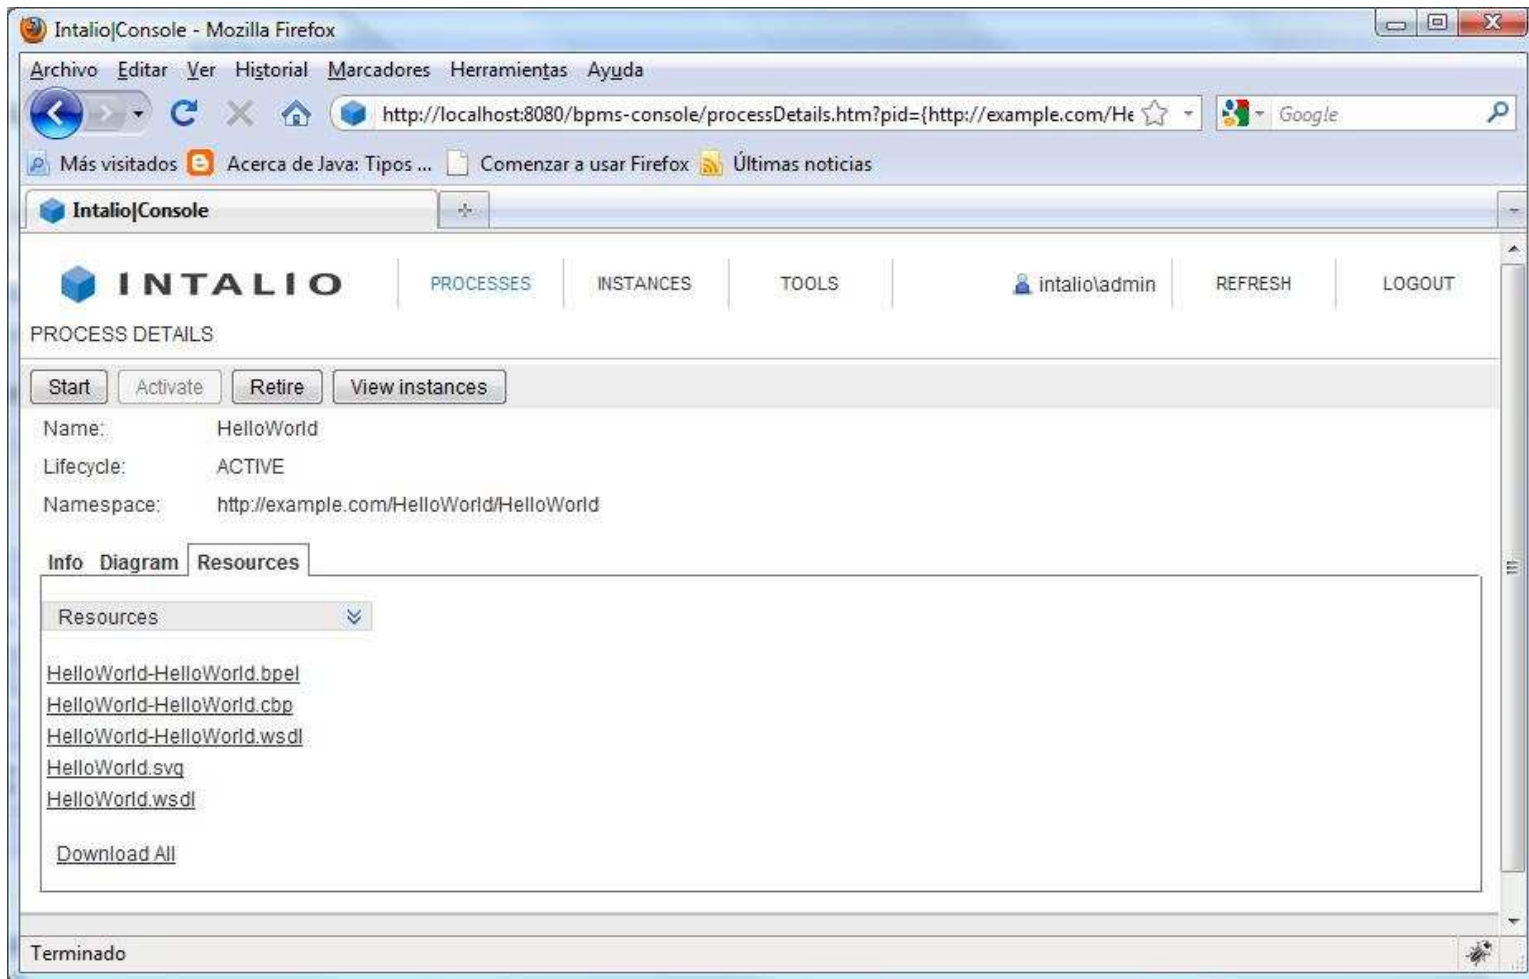 Intalio|Console - Mozilla Firefox
Archivo Editar Ver Historial Marcadores Herramientas Ayuda
http://localhost:8080/bpms-console/processDetails.htm?pid={http://example.com/He
Google
Más visitados Acerca de Java: Tipos ... Comenzar a usar Firefox Últimas noticias
Intalio|Console
INTALIO PROCESSES INSTANCES TOOLS intalio\admin REFRESH LOGOUT
PROCESS DETAILS
Start Activate Retire View instances
Name: HelloWorld
Lifecycle: ACTIVE
Namespace: http://example.com/HelloWorld/HelloWorld
Info Diagram Resources
Resources
HelloWorld-HelloWorld.bpel
HelloWorld-HelloWorld.cbp
HelloWorld-HelloWorld.wsdl
HelloWorld.svg
HelloWorld.wsdl
Download All
Terminado